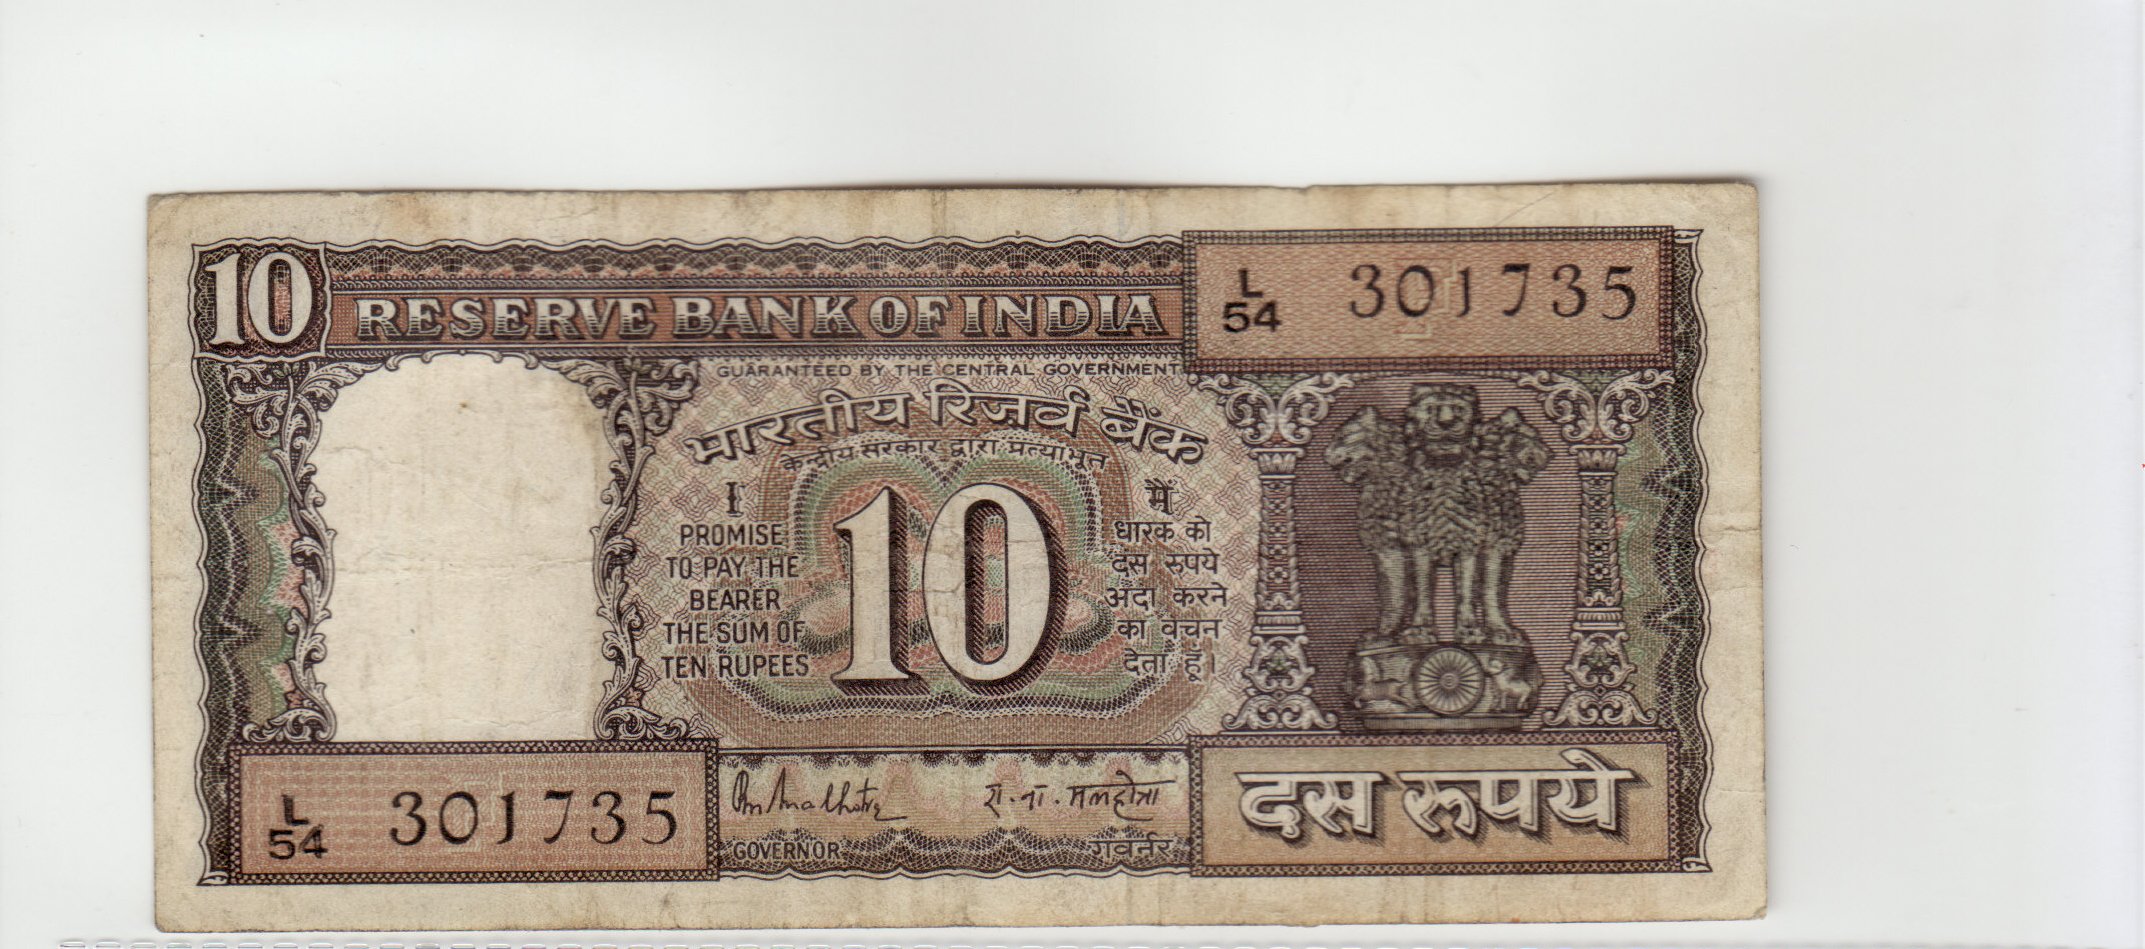 10
RESERVE BANK OF INDIA
L
54 301735
GUARANTEED BY THE CENTRAL GOVERNMENT
भारतीय रिज़र्व बैंक
केन्द्रीय सरकार द्वारा प्रत्याभूत
I
PROMISE
TO PAY THE
BEARER
THE SUM OF
TEN RUPEES
10
मैं
धारक को
दस रुपये
अदा करने
का वचन
देता हूँ।
L
54 301735
रा. ना. मलहोत्रा
GOVERNOR
गवर्नर
दस रुपये